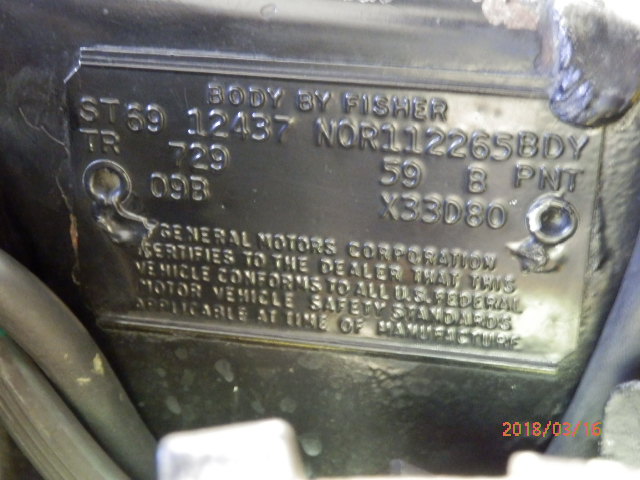 BODY BY FISHER
ST69 12437 NOR112265BDY
TR 729 59 B PNT
09B X33D80
GENERAL MOTORS CORPORATION
CERTIFIES TO THE DEALER THAT THIS
VEHICLE CONFORMS TO ALL U.S. FEDERAL
MOTOR VEHICLE SAFETY STANDARDS
APPLICABLE AT TIME OF MANUFACTURE
2018/03/16